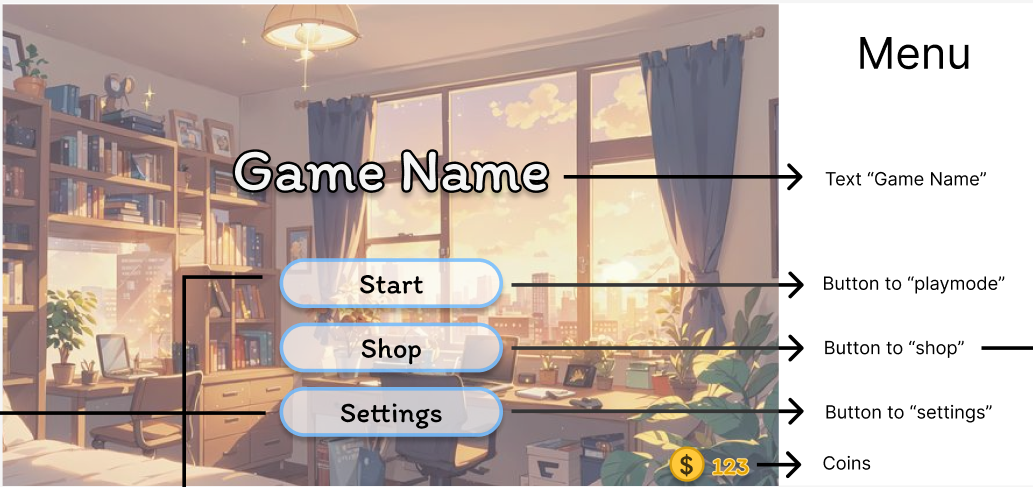 Menu
Game Name
Text “Game Name”
Start
Button to “playmode”
Shop
Button to “shop”
Settings
Button to “settings”
$ 123
Coins